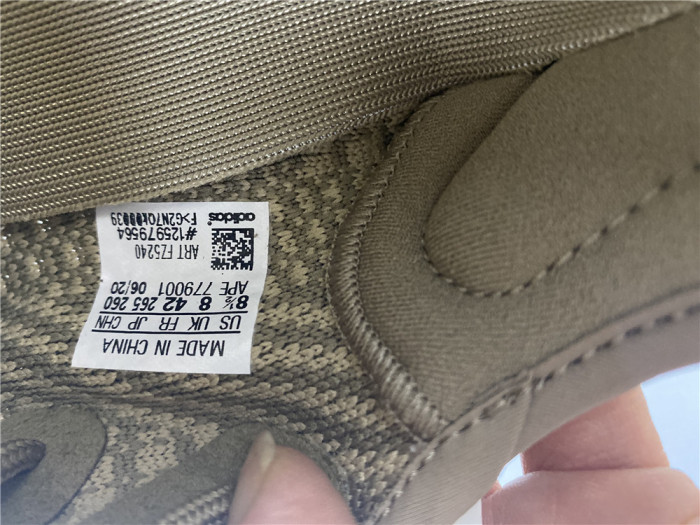 MADE IN CHINA
US UK FR JP CHN
8½ 8 42 265 260
APE 779001 06/20
ART FZ5240
#125979564
adidas